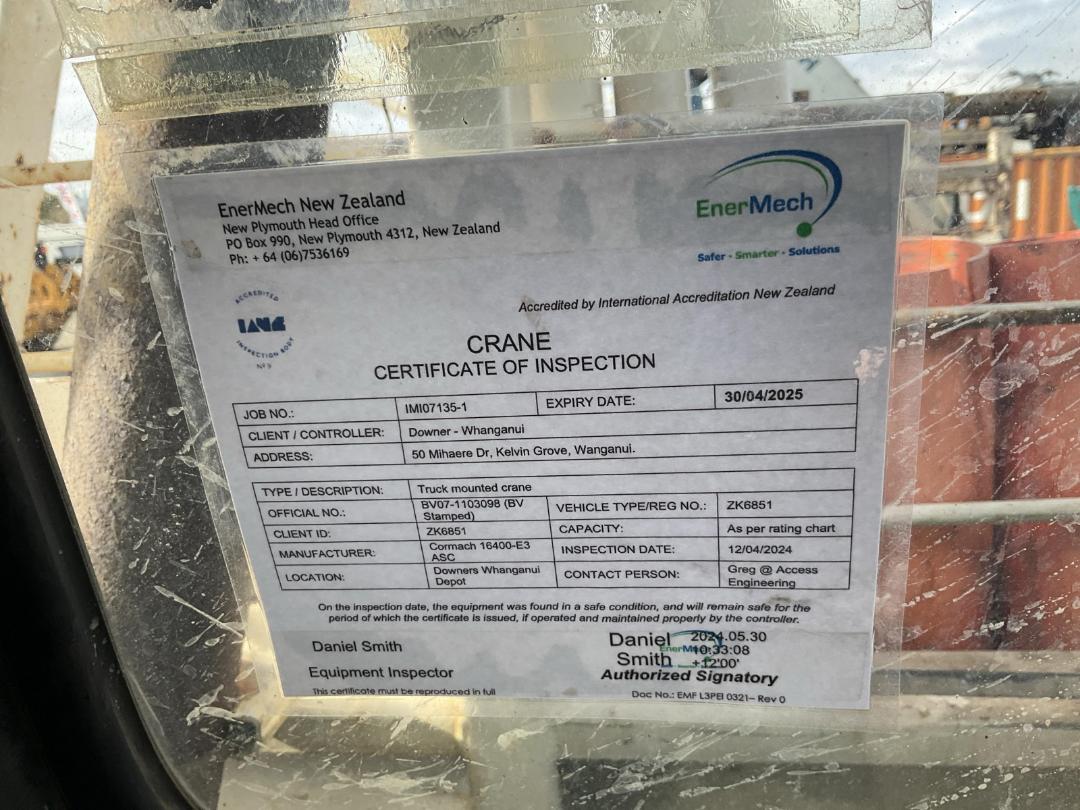 EnerMech New Zealand
New Plymouth Head Office
PO Box 990, New Plymouth 4312, New Zealand
Ph: + 64 (06)7536169
EnerMech
Safer - Smarter - Solutions
ACCREDITED
IANZ
INSPECTION BODY
Nº 9
Accredited by International Accreditation New Zealand
CRANE
CERTIFICATE OF INSPECTION
JOB NO.: IMI07135-1 EXPIRY DATE: 30/04/2025
CLIENT / CONTROLLER: Downer - Whanganui
ADDRESS: 50 Mihaere Dr, Kelvin Grove, Wanganui.
TYPE / DESCRIPTION: Truck mounted crane
OFFICIAL NO.: BV07-1103098 (BV Stamped) VEHICLE TYPE/REG NO.: ZK6851
CLIENT ID: ZK6851 CAPACITY: As per rating chart
MANUFACTURER: Cormach 16400-E3 ASC INSPECTION DATE: 12/04/2024
LOCATION: Downers Whanganui Depot CONTACT PERSON: Greg @ Access Engineering
On the inspection date, the equipment was found in a safe condition, and will remain safe for the
period of which the certificate is issued, if operated and maintained properly by the controller.
Daniel Smith
Equipment Inspector
This certificate must be reproduced in full
Daniel Smith
EnerMech
2024.05.30
10:33:08
+12'00'
Authorized Signatory
Doc No.: EMF L3PEI 0321– Rev 0